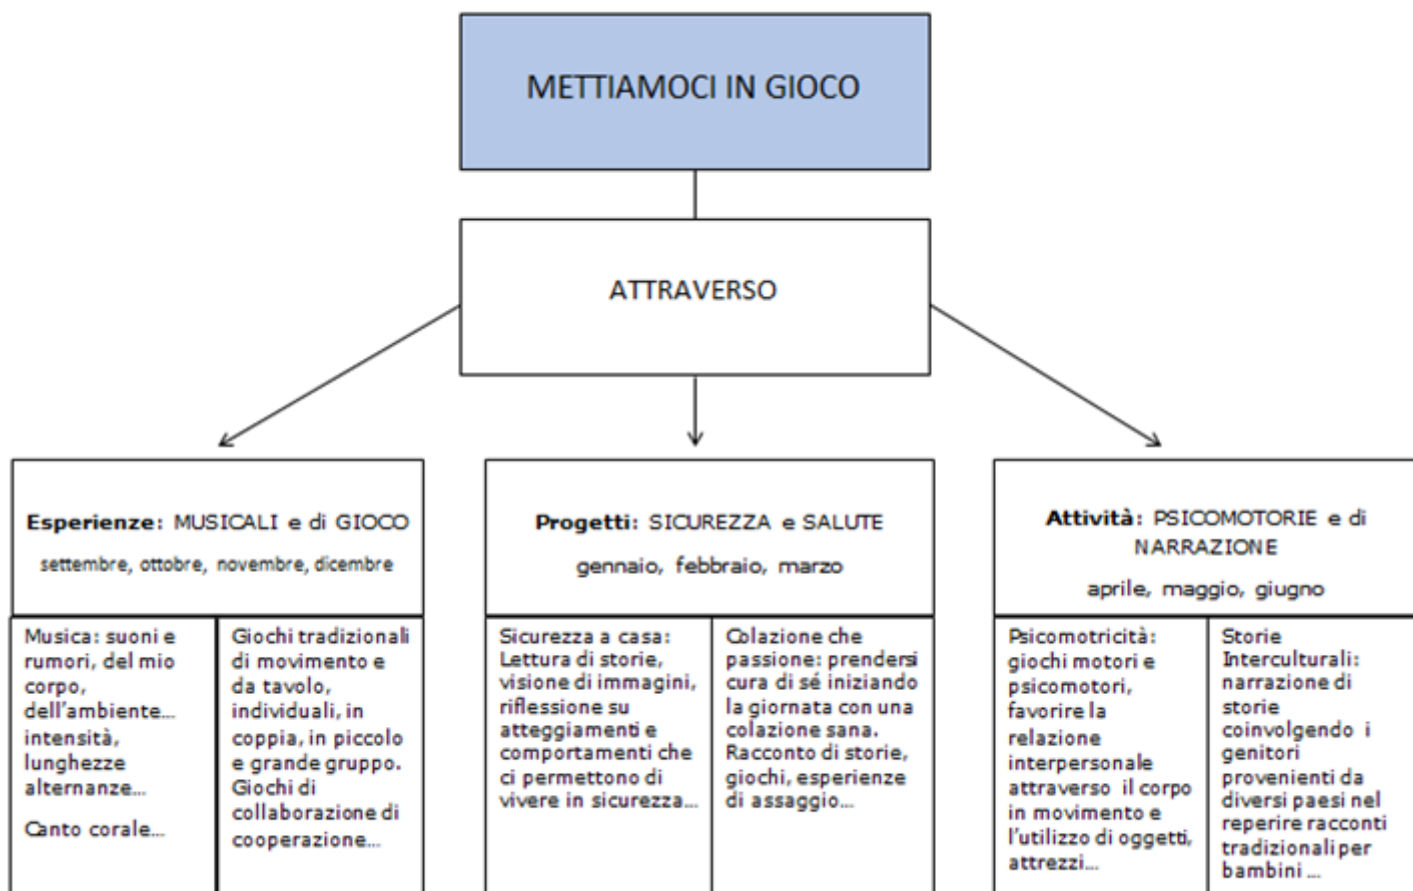 METTIAMOCI IN GIOCO
ATTRAVERSO
Esperienze: MUSICALI e di GIOCO
settembre, ottobre, novembre, dicembre
Musica: suoni e
rumori, del mio
corpo,
dell'ambiente...
intensità,
lunghezze
alternanze...
Canto corale...
Giochi tradizionali
di movimento e
da tavolo,
individuali, in
coppia, in piccolo
e grande gruppo.
Giochi di
collaborazione di
cooperazione...
Progetti: SICUREZZA e SALUTE
gennaio, febbraio, marzo
Sicurezza a casa:
Lettura di storie,
visione di immagini,
riflessione su
atteggiamenti e
comportamenti che
ci permettono di
vivere in sicurezza...
Colazione che
passione: prendersi
cura di sé iniziando
la giornata con una
colazione sana.
Racconto di storie,
giochi, esperienze
di assaggio...
Attività: PSICOMOTORIE e di
NARRAZIONE
aprile, maggio, giugno
Psicomotricità:
giochi motori e
psicomotori,
favorire la
relazione
interpersonale
attraverso il corpo
in movimento e
l'utilizzo di oggetti,
attrezzi...
Storie
Interculturali:
narrazione di
storie
coinvolgendo i
genitori
provenienti da
diversi paesi nel
reperire racconti
tradizionali per
bambini ...